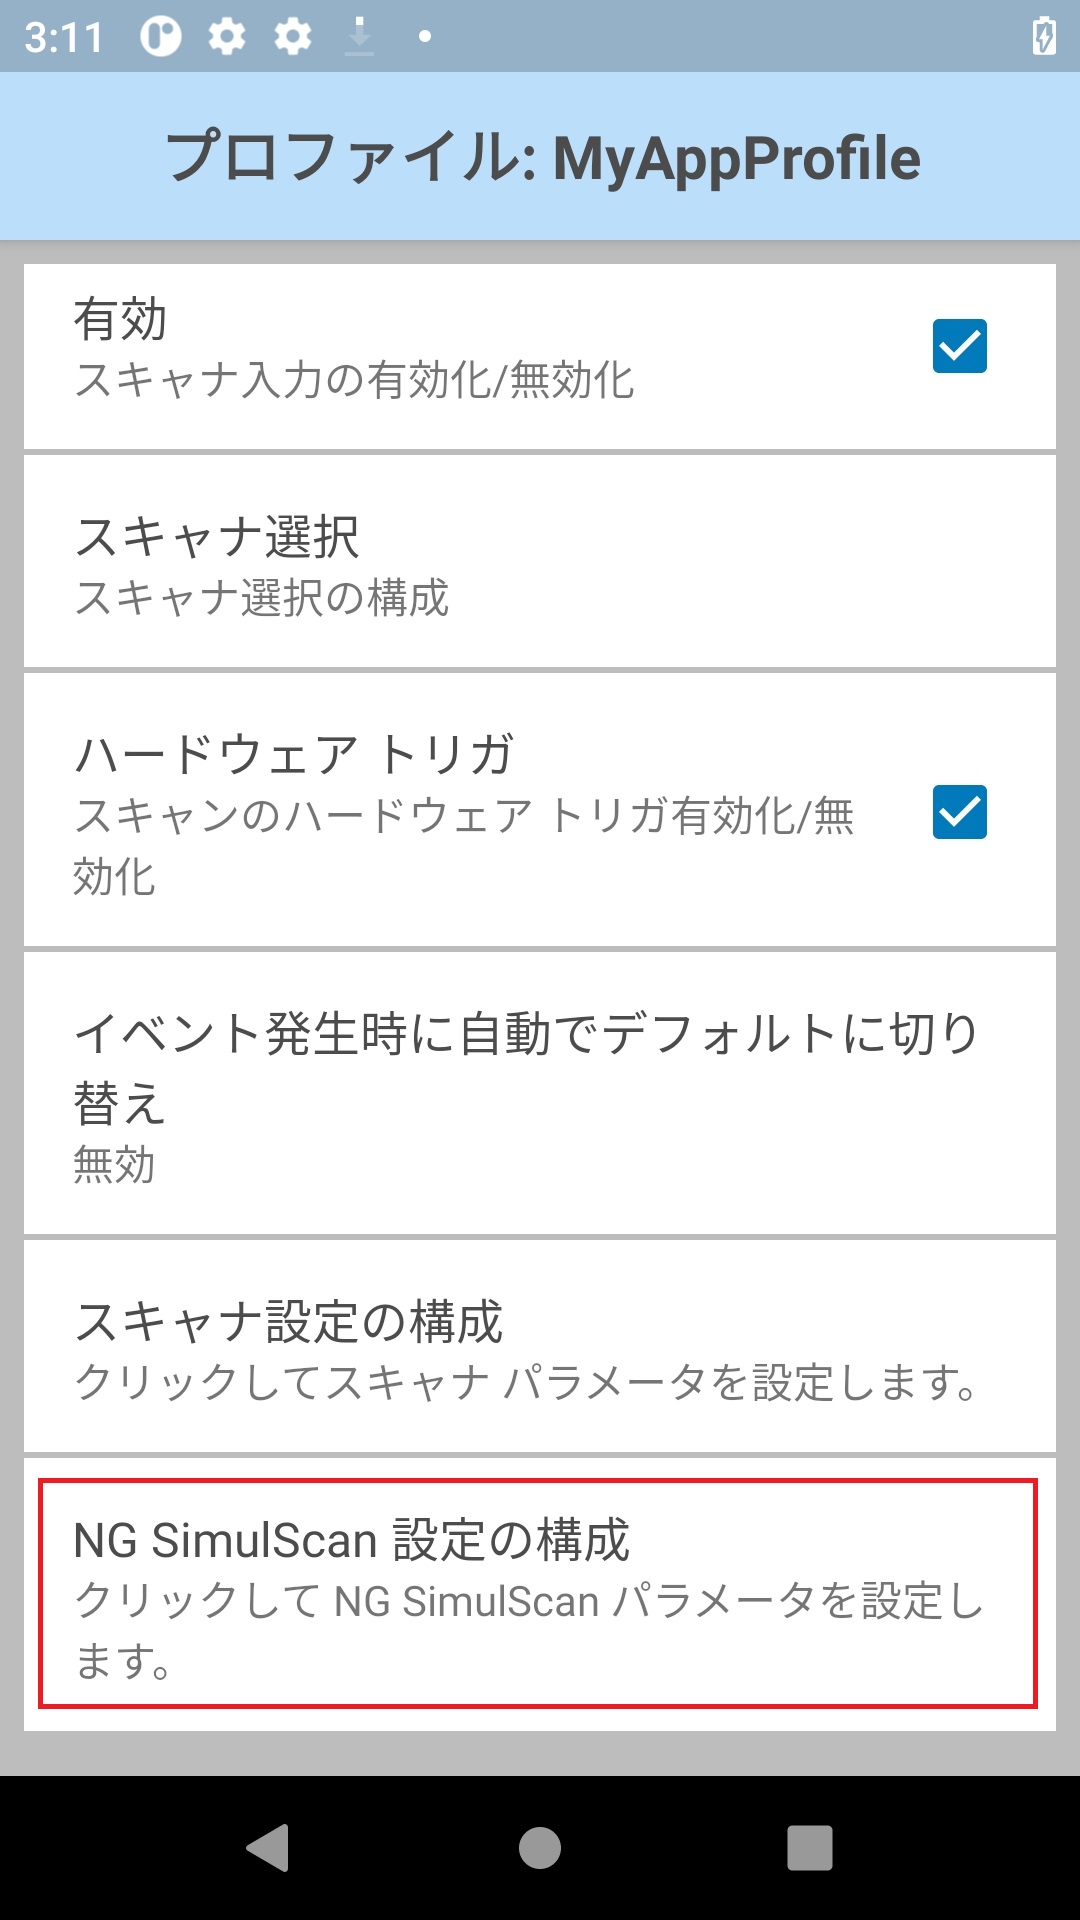 3:11
プロファイル: MyAppProfile
有効
スキャナ入力の有効化/無効化
スキャナ選択
スキャナ選択の構成
ハードウェア トリガ
スキャンのハードウェア トリガ有効化/無
効化
イベント発生時に自動でデフォルトに切り
替え
無効
スキャナ設定の構成
クリックしてスキャナ パラメータを設定します。
NG SimulScan 設定の構成
クリックして NG SimulScan パラメータを設定し
ます。